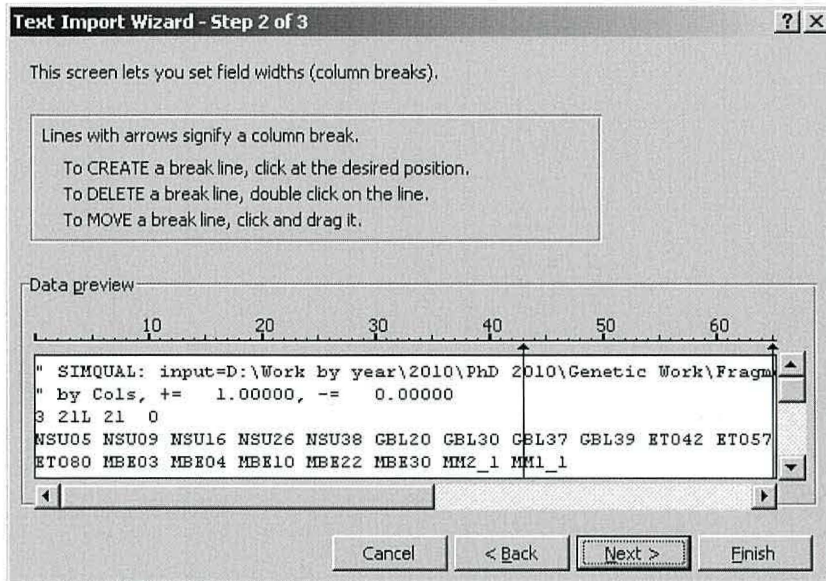 Text Import Wizard - Step 2 of 3
This screen lets you set field widths (column breaks).
Lines with arrows signify a column break.
To CREATE a break line, click at the desired position.
To DELETE a break line, double click on the line.
To MOVE a break line, click and drag it.
Data preview
10 20 30 40 50 60
" SIMQUAL: input=D:\Work by year\2010\PhD 2010\Genetic Work\Fragm
" by Cols, += 1.00000, -= 0.00000
3 21L 21 0
NSU05 NSU09 NSU16 NSU26 NSU38 GBL20 GBL30 GBL37 GBL39 ET042 ET057
ET080 MBE03 MBE04 MBE10 MBE22 MBE30 MM2_1 MM1_1
Cancel < Back Next > Finish